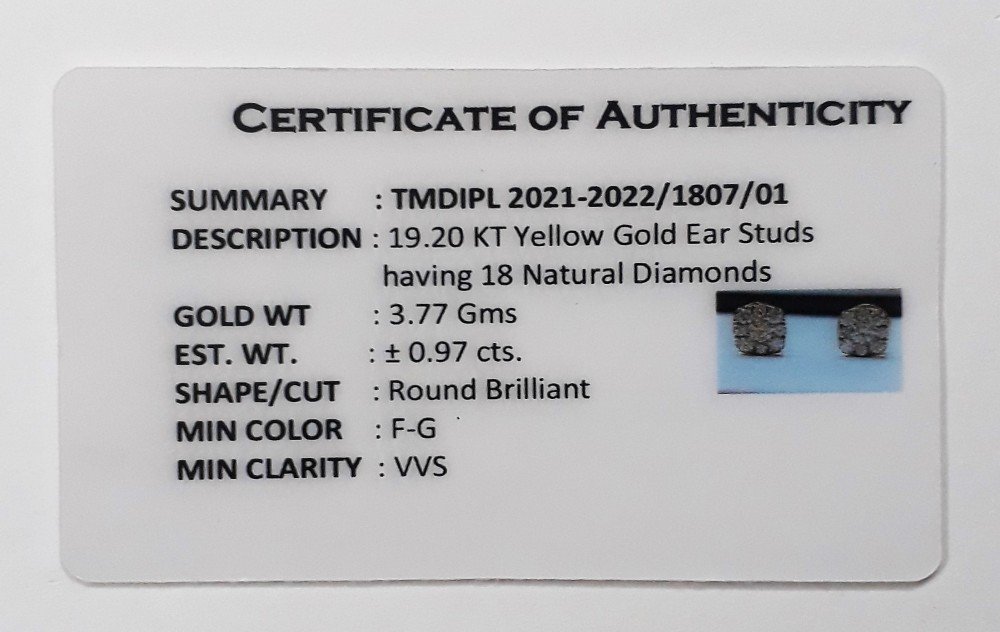 CERTIFICATE OF AUTHENTICITY
SUMMARY : TMDIPL 2021-2022/1807/01
DESCRIPTION : 19.20 KT Yellow Gold Ear Studs
having 18 Natural Diamonds
GOLD WT : 3.77 Gms
EST. WT. : ± 0.97 cts.
SHAPE/CUT : Round Brilliant
MIN COLOR : F-G
MIN CLARITY : VVS